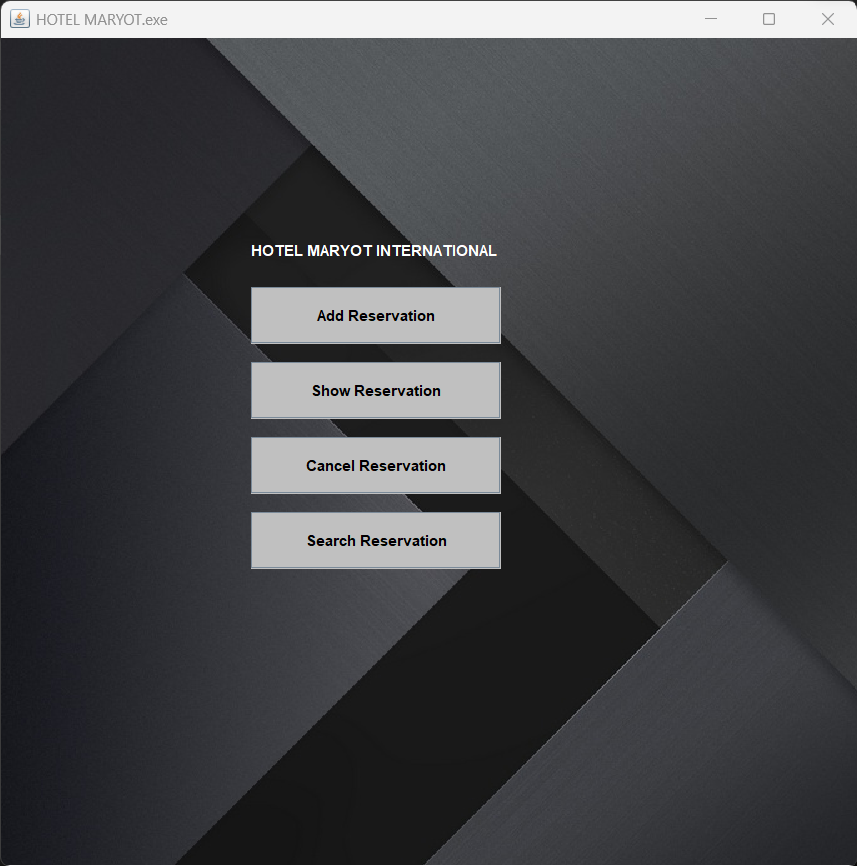 HOTEL MARYOT.exe
HOTEL MARYOT INTERNATIONAL
Add Reservation
Show Reservation
Cancel Reservation
Search Reservation